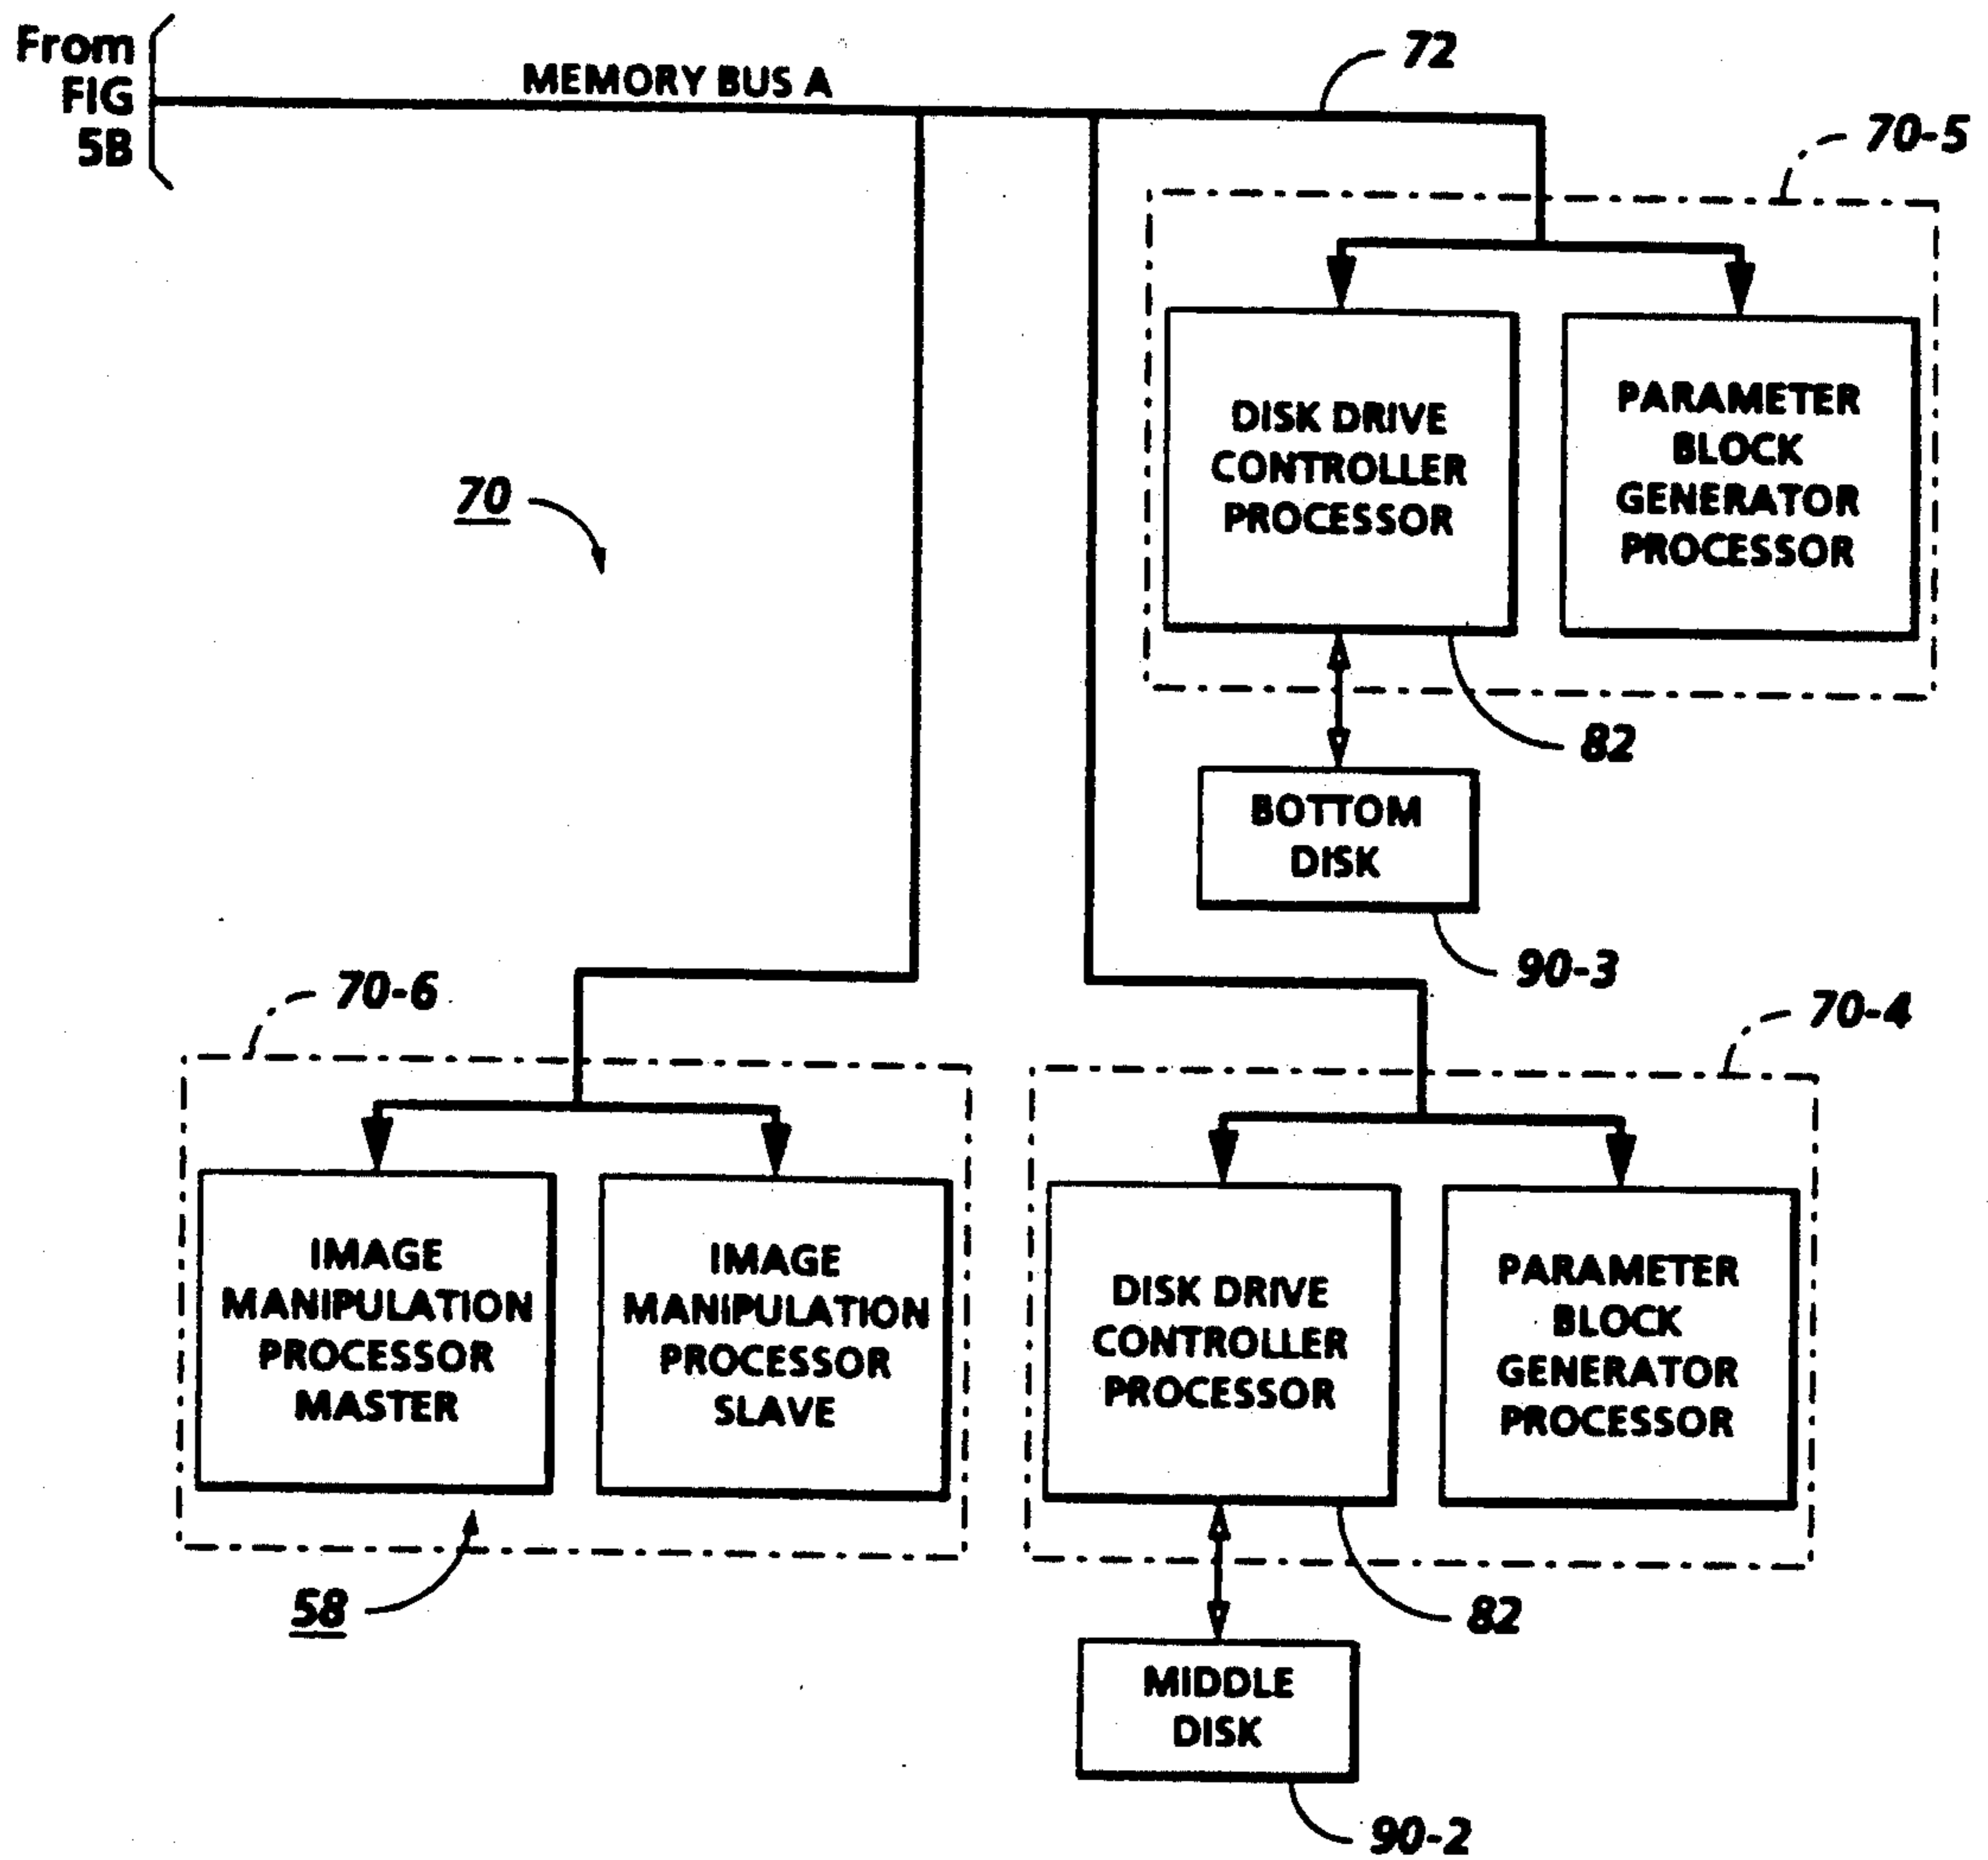 From
FIG
5B
MEMORY BUS A
72
70-5
DISK DRIVE
CONTROLLER
PROCESSOR
PARAMETER
BLOCK
GENERATOR
PROCESSOR
70
82
BOTTOM
DISK
90-3
70-6
70-4
IMAGE
MANIPULATION
PROCESSOR
MASTER
IMAGE
MANIPULATION
PROCESSOR
SLAVE
DISK DRIVE
CONTROLLER
PROCESSOR
PARAMETER
BLOCK
GENERATOR
PROCESSOR
58
82
MIDDLE
DISK
90-2